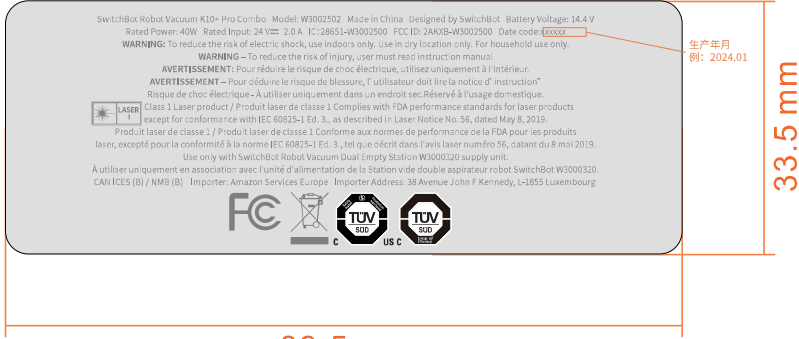 SwitchBot Robot Vacuum K10+ Pro Combo Model: W3002502 Made in China Designed by SwitchBot Battery Voltage: 14.4 V
Rated Power: 40W Rated Input: 24 V⎓ 2.0 A IC:28651-W3002500 FCC ID: 2AKXB-W3002500 Date code:xxxxxx
生产年月
例：2024.01
WARNING: To reduce the risk of electric shock, use indoors only. Use in dry location only. For household use only.
WARNING – To reduce the risk of injury, user must read instruction manual
AVERTISSEMENT: Pour réduire le risque de choc électrique, utilisez uniquement à l'intérieur.
AVERTISSEMENT – Pour déduire le risque de blessure, l' utilisateur doit lire la notice d' instruction"
Risque de choc électrique - À utiliser uniquement dans un endroit sec.Réservé à l'usage domestique.
LASER
1
Class 1 Laser product / Produit laser de classe 1 Complies with FDA performance standards for laser products
except for conformance with IEC 60825-1 Ed. 3., as described in Laser Notice No. 56, dated May 8, 2019.
Produit laser de classe 1 / Produit laser de classe 1 Conforme aux normes de performance de la FDA pour les produits
laser, excepté pour la conformité à la norme IEC 60825-1 Ed. 3., tel que décrit dans l'avis laser numéro 56, datant du 8 mai 2019.
Use only with SwitchBot Robot Vacuum Dual Empty Station W3000320 supply unit.
À utiliser uniquement en association avec l'unité d'alimentation de la Station vide double aspirateur robot SwitchBot W3000320.
CAN ICES (B) / NMB (B) Importer: Amazon Services Europe Importer Address: 38 Avenue John F Kennedy, L-1855 Luxembourg
FC
TÜV
SÜD
C US
TÜV
SÜD
C
33.5 mm